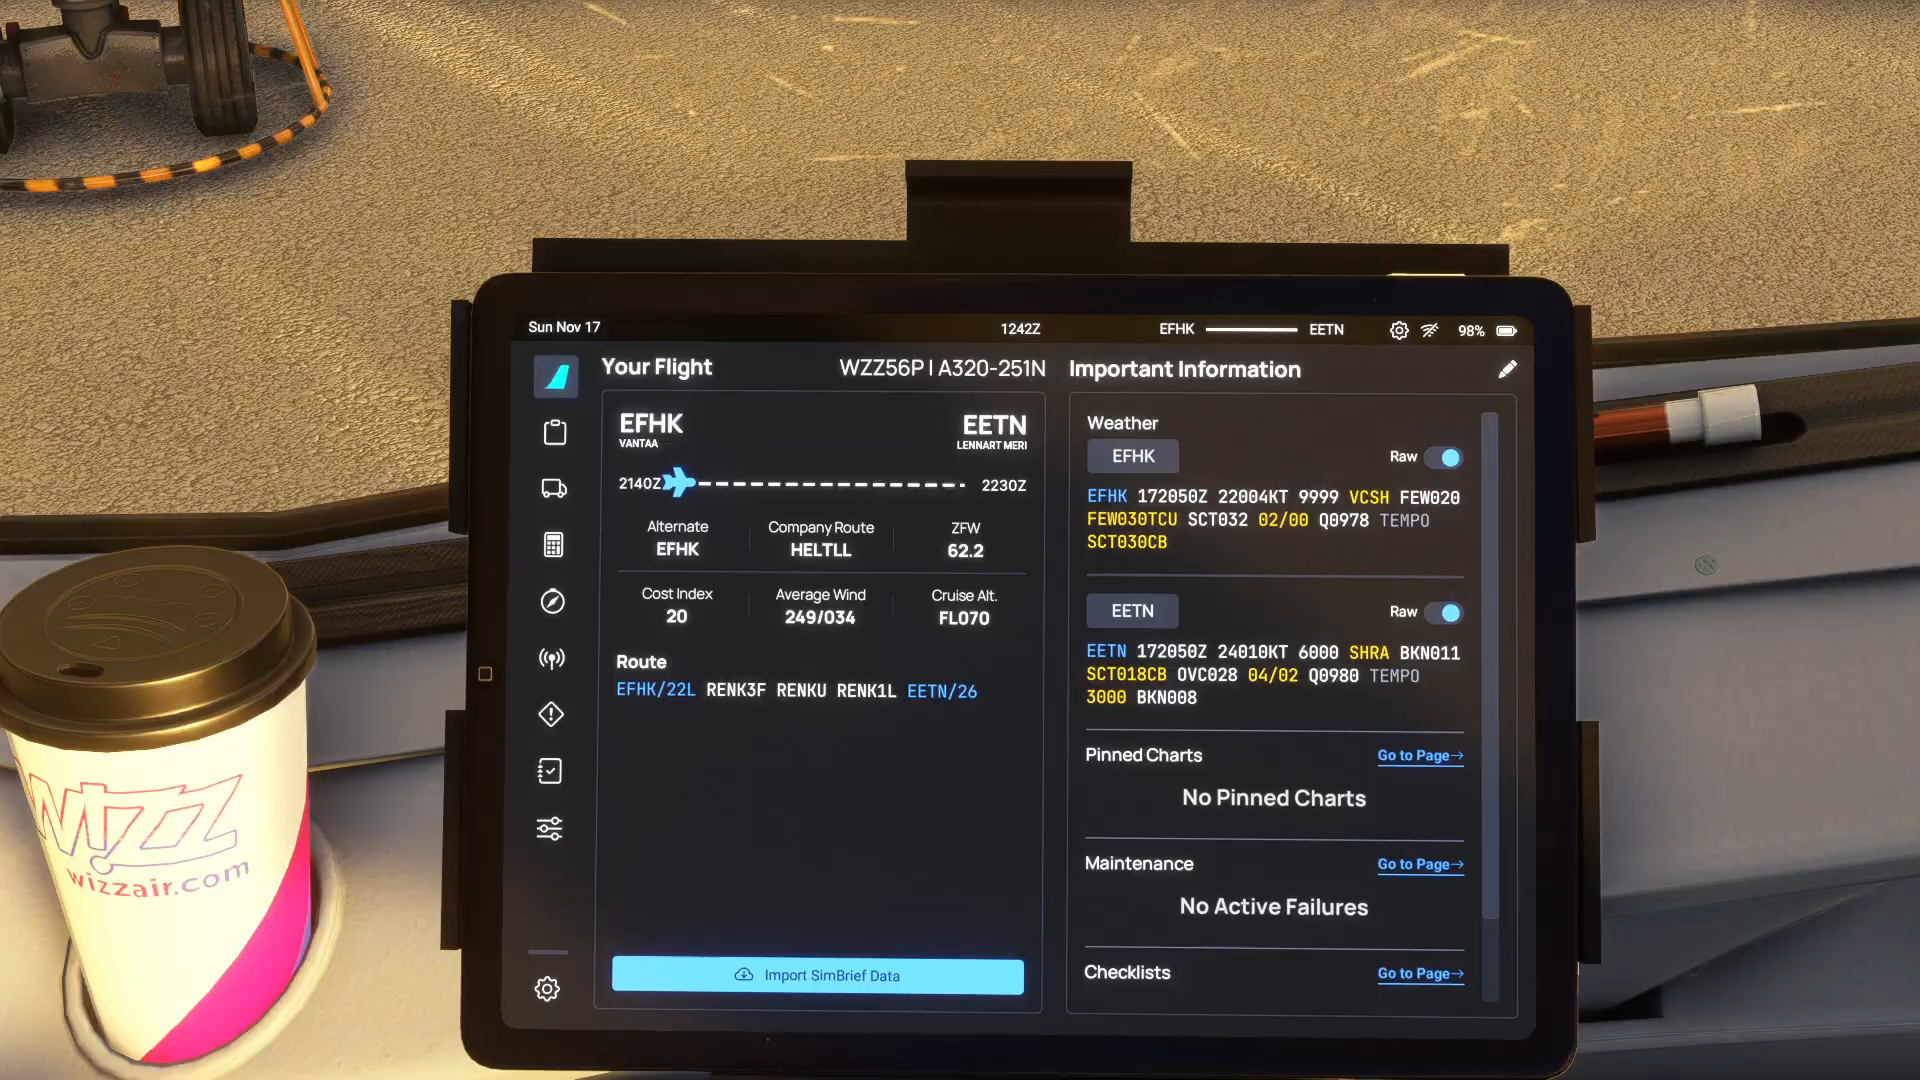 Sun Nov 17
1242Z
EFHK EETN
98%
Your Flight
WZZ56P | A320-251N
EFHK
VANTAA
EETN
LENNART MERI
2140Z
2230Z
Alternate
EFHK
Company Route
HELTLL
ZFW
62.2
Cost Index
20
Average Wind
249/034
Cruise Alt.
FL070
Route
EFHK/22L RENK3F RENKU RENK1L EETN/26
Import SimBrief Data
Important Information
Weather
EFHK
Raw
EFHK 172050Z 22004KT 9999 VCSH FEW020
FEW030TCU SCT032 02/00 Q0978 TEMPO
SCT030CB
EETN
Raw
EETN 172050Z 24010KT 6000 SHRA BKN011
SCT018CB OVC028 04/02 Q0980 TEMPO
3000 BKN008
Pinned Charts
Go to Page→
No Pinned Charts
Maintenance
Go to Page→
No Active Failures
Checklists
Go to Page→
WIZZ
wizzair.com